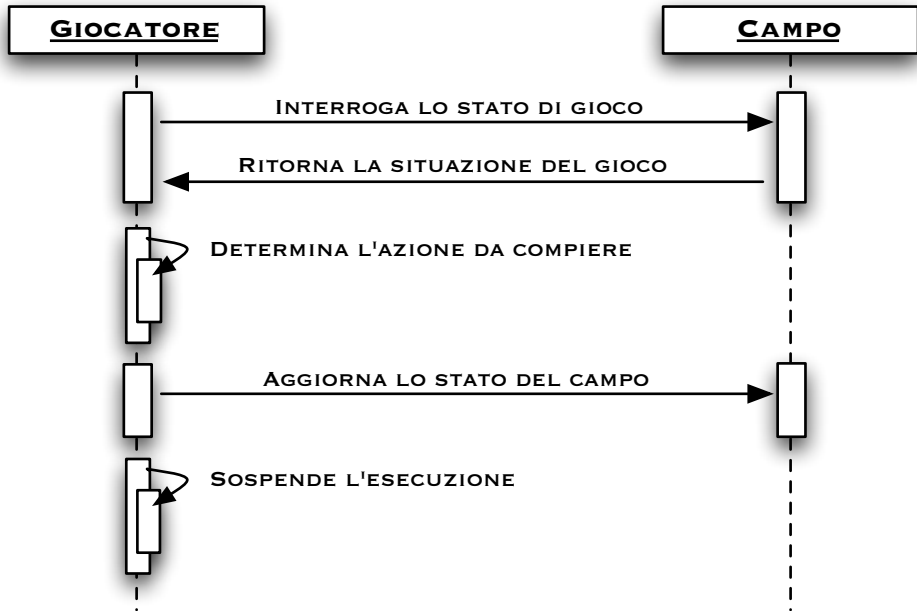 GIOCATORE
CAMPO
INTERROGA LO STATO DI GIOCO
RITORNA LA SITUAZIONE DEL GIOCO
DETERMINA L'AZIONE DA COMPIERE
AGGIORNA LO STATO DEL CAMPO
SOSPENDE L'ESECUZIONE